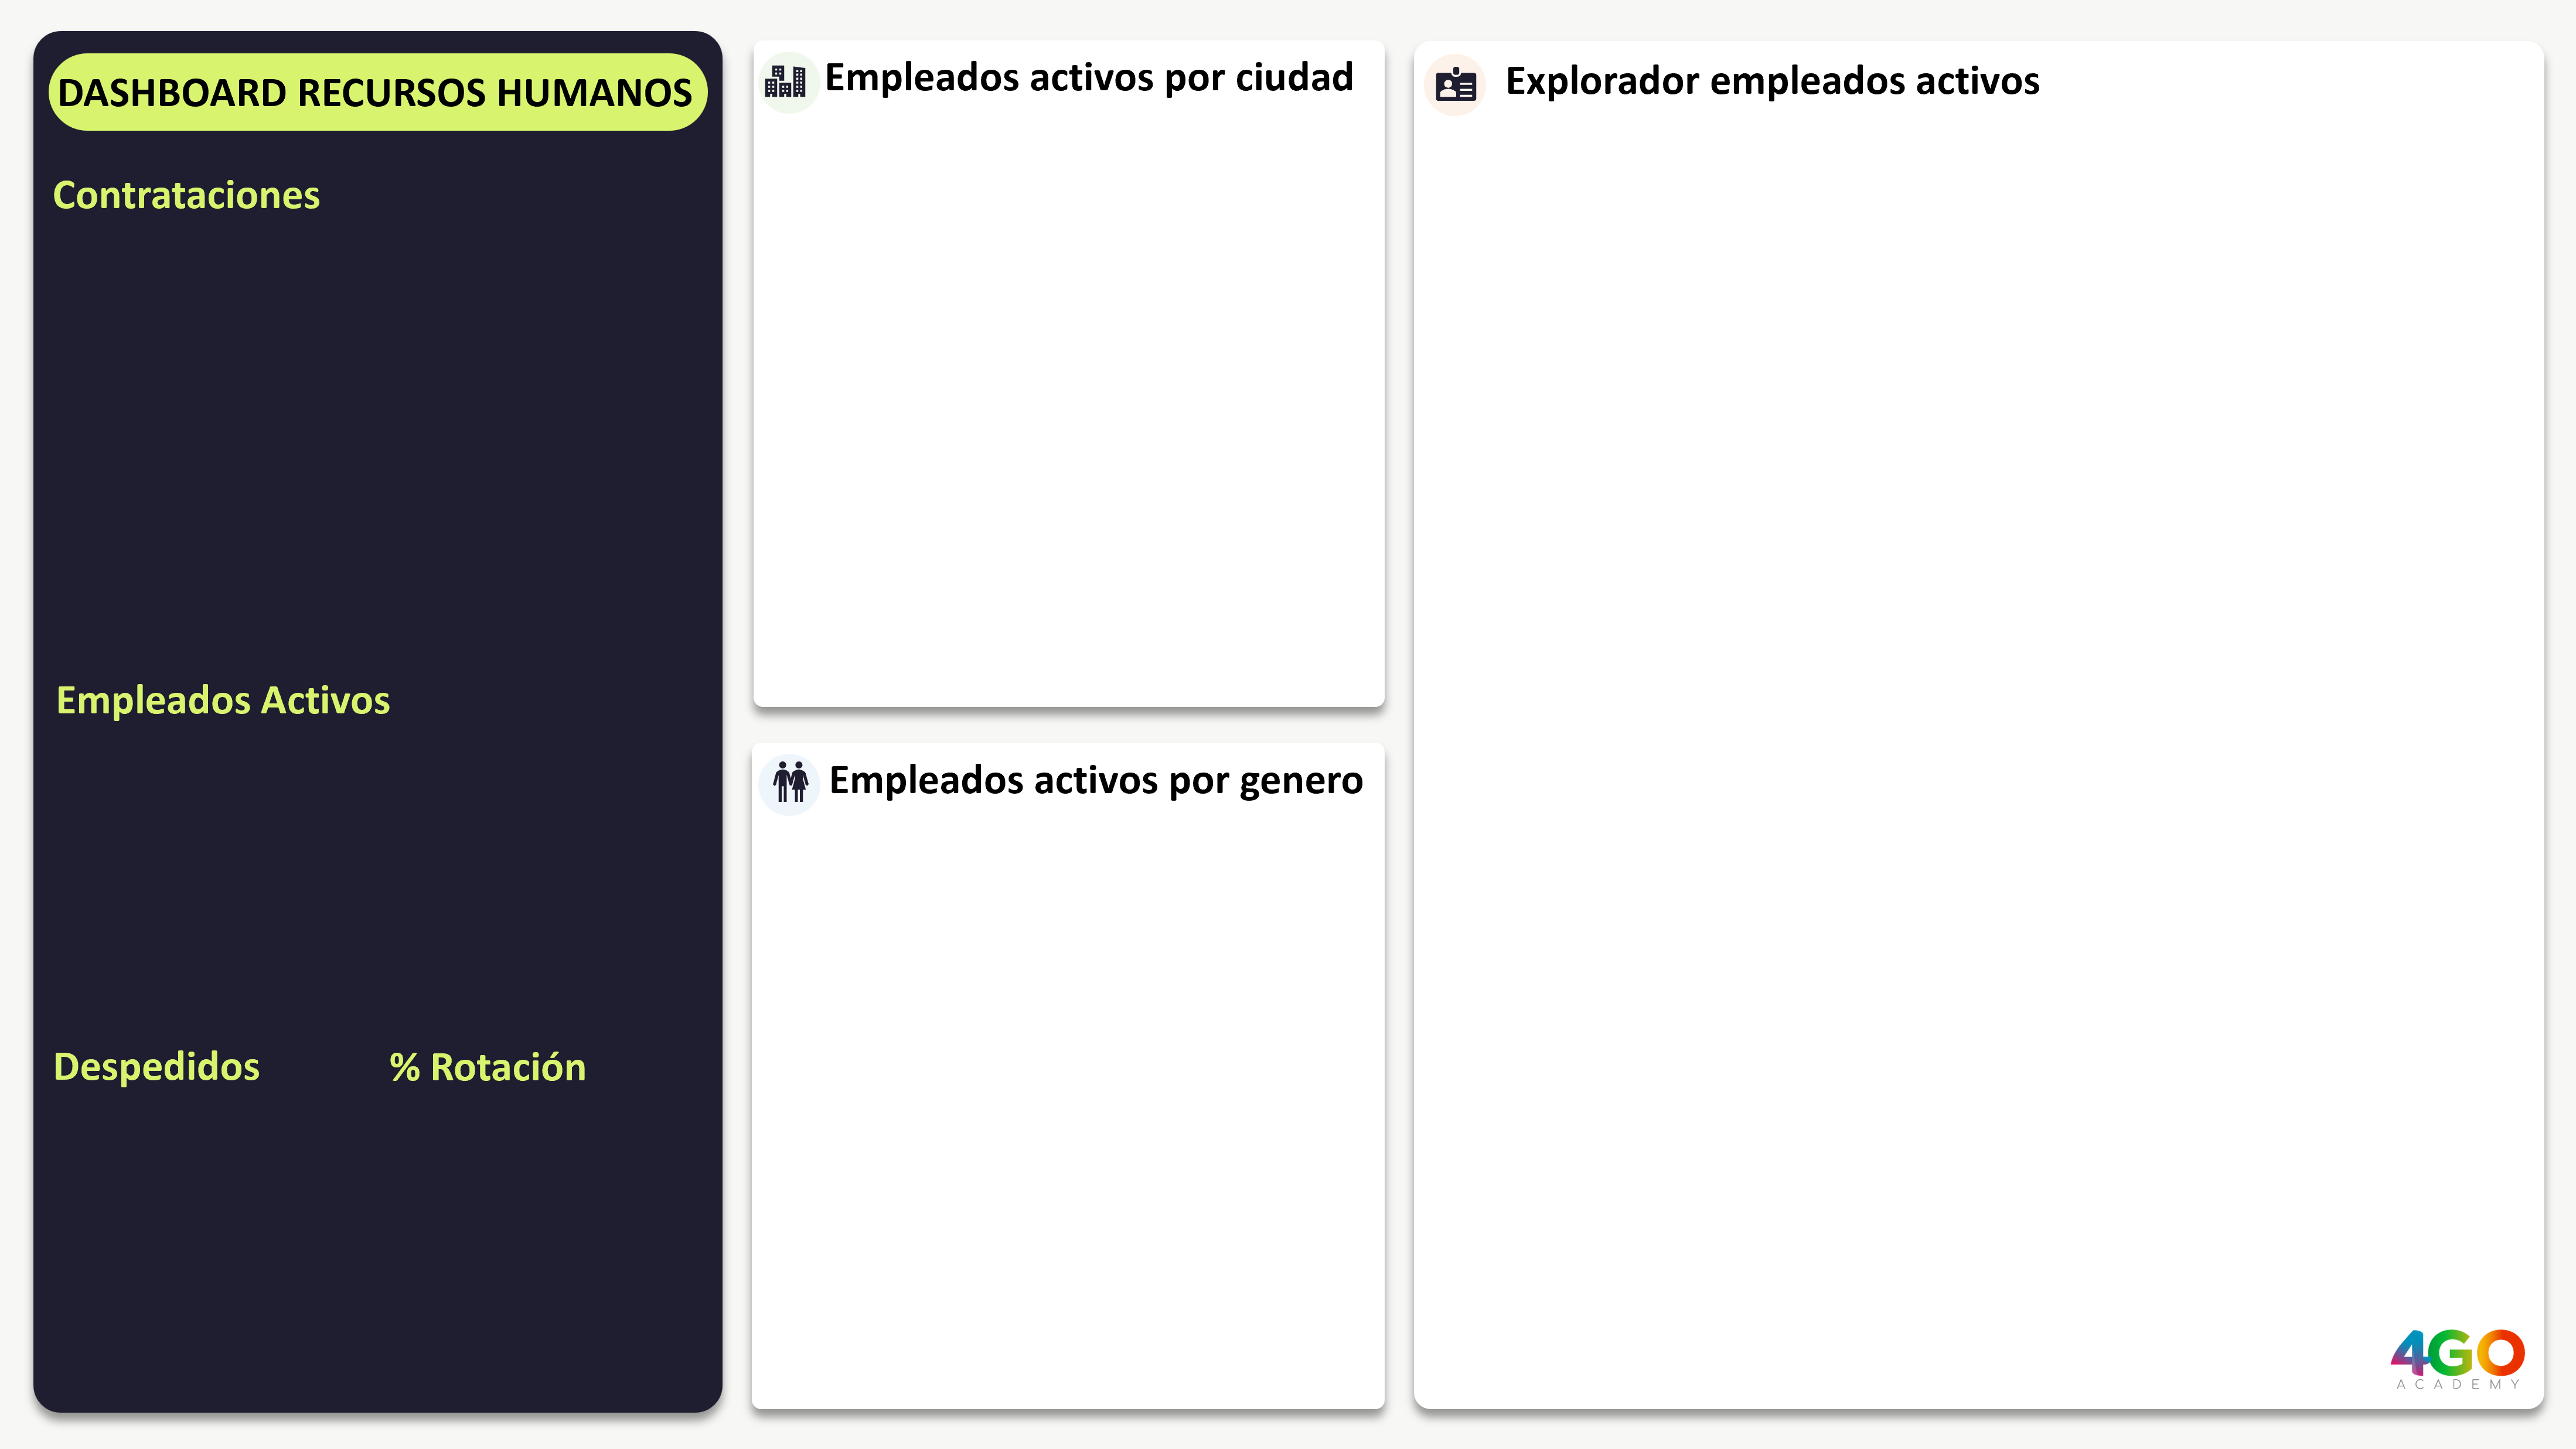 DASHBOARD RECURSOS HUMANOS
Contrataciones
Empleados Activos
Despedidos
% Rotación
Empleados activos por ciudad
Empleados activos por genero
Explorador empleados activos
4GO
ACADEMY